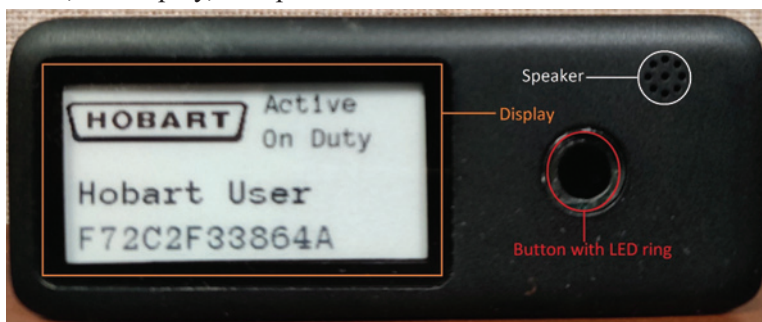 HOBART
Active
On Duty
Hobart User
F72C2F33864A
Speaker
Display
Button with LED ring